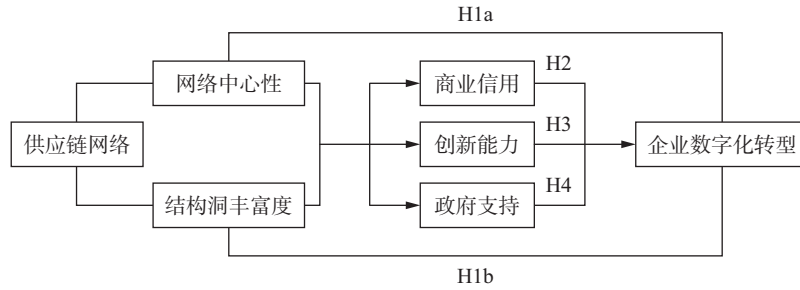 H1a
网络中心性
商业信用
H2
供应链网络
创新能力
H3
企业数字化转型
结构洞丰富度
政府支持
H4
H1b